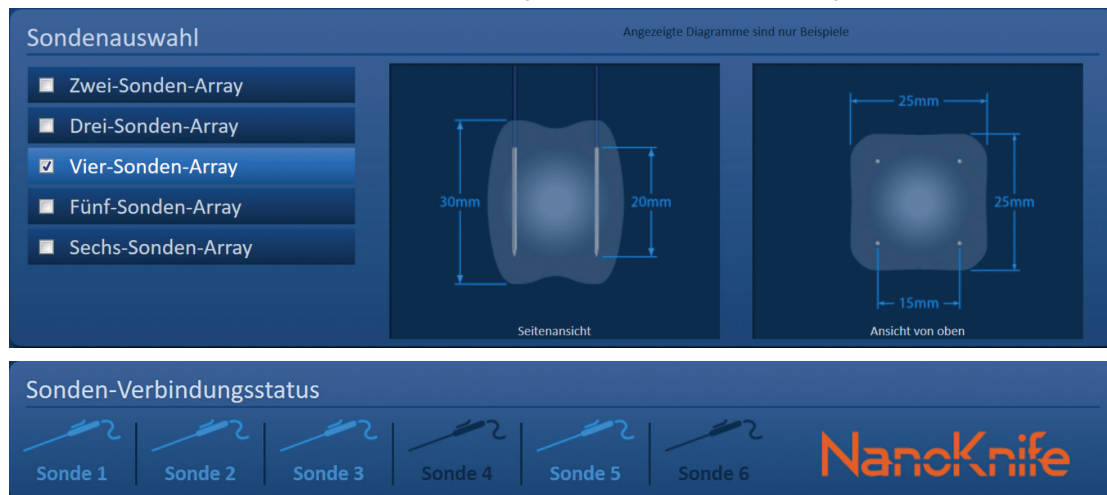 Sondenauswahl
Angezeigte Diagramme sind nur Beispiele
Zwei-Sonden-Array
Drei-Sonden-Array
Vier-Sonden-Array
Fünf-Sonden-Array
Sechs-Sonden-Array
30mm
20mm
Seitenansicht
25mm
25mm
15mm
Ansicht von oben
Sonden-Verbindungsstatus
Sonde 1
Sonde 2
Sonde 3
Sonde 4
Sonde 5
Sonde 6
NanoKnife